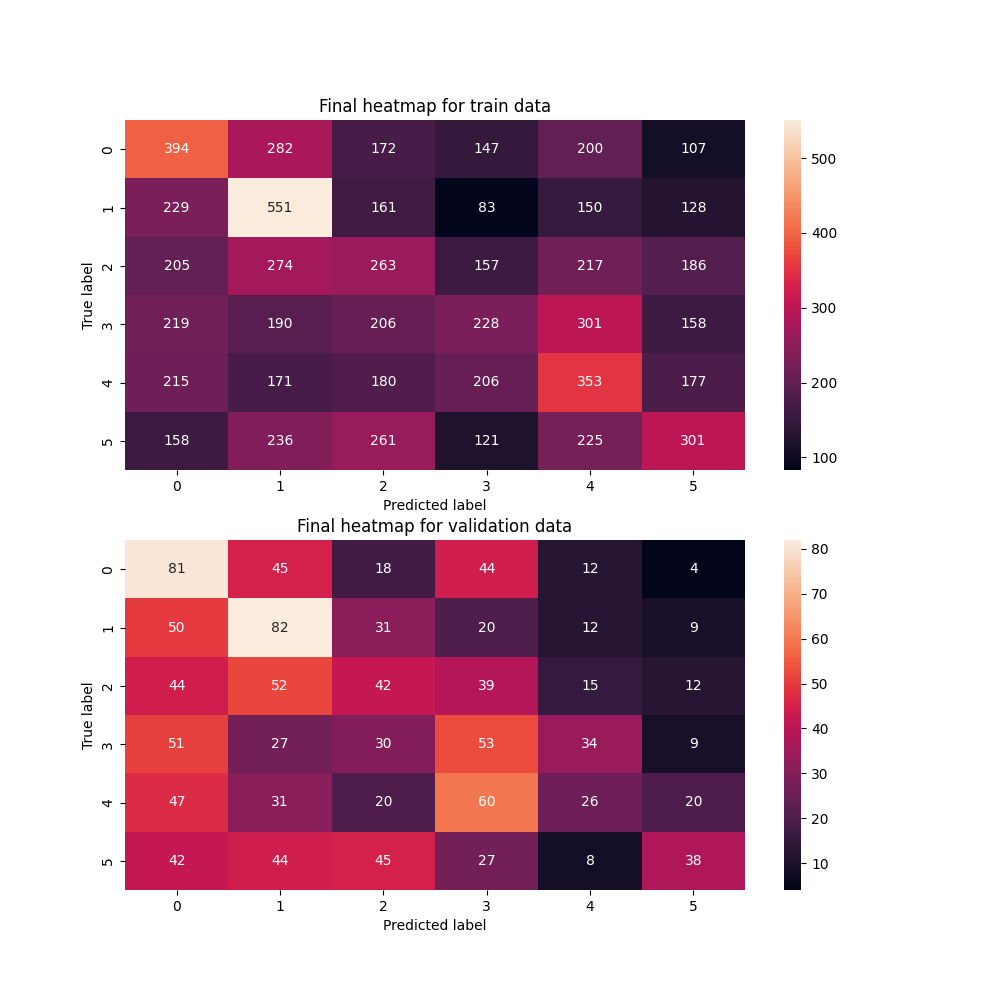 Final heatmap for train data
0 394 282 172 147 200 107 500
1 229 551 161 83 150 128 400
2 205 274 263 157 217 186
True label
3 219 190 206 228 301 158 300
4 215 171 180 206 353 177 200
5 158 236 261 121 225 301 100
0 1 2 3 4 5
Predicted label
Final heatmap for validation data
0 81 45 18 44 12 4 80
70
1 50 82 31 20 12 9 60
2 44 52 42 39 15 12 50
True label
40
3 51 27 30 53 34 9
30
4 47 31 20 60 26 20 20
5 42 44 45 27 8 38 10
0 1 2 3 4 5
Predicted label